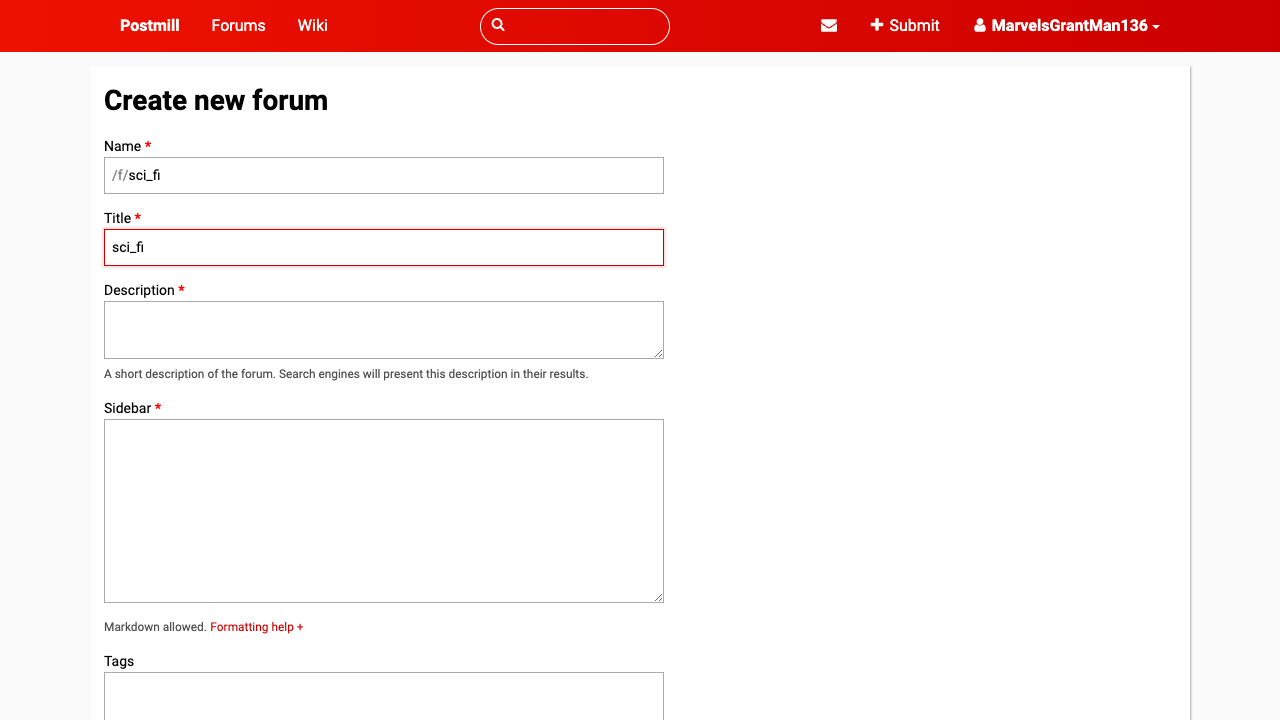 Postmill Forums Wiki Submit MarvelsGrantMan136
Create new forum
Name *
/f/sci_fi
Title *
sci_fi
Description *
A short description of the forum. Search engines will present this description in their results.
Sidebar *
Markdown allowed. Formatting help +
Tags